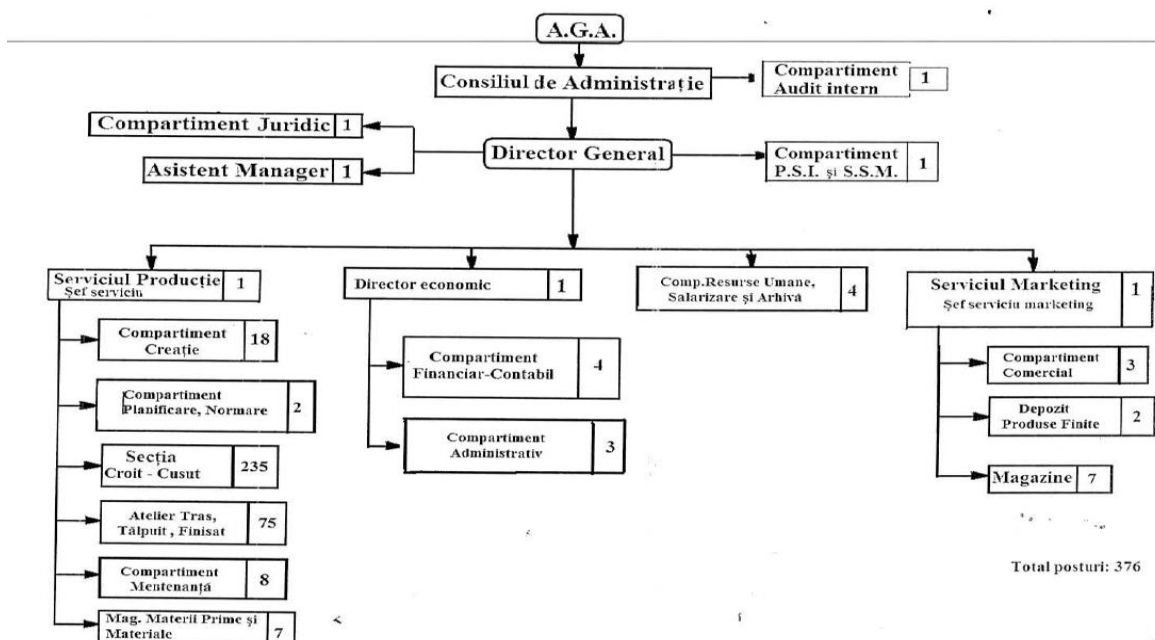 A.G.A.
Consiliul de Administrație
Compartiment
Audit intern
1
Compartiment Juridic 1
Director General
Compartiment
P.S.I. și S.S.M.
1
Asistent Manager 1
Serviciul Producție
Șef serviciu
1
Director economic 1
Comp.Resurse Umane,
Salarizare și Arhivă
4
Serviciul Marketing
Șef serviciu marketing
1
Compartiment
Creație
18
Compartiment
Planificare, Normare
2
Secția
Croit - Cusut
235
Atelier Tras,
Tălpuit , Finisat
75
Compartiment
Mentenanță
8
Mag. Materii Prime și
Materiale
7
Compartiment
Financiar-Contabil
4
Compartiment
Administrativ
3
Compartiment
Comercial
3
Depozit
Produse Finite
2
Magazine 7
Total posturi: 376